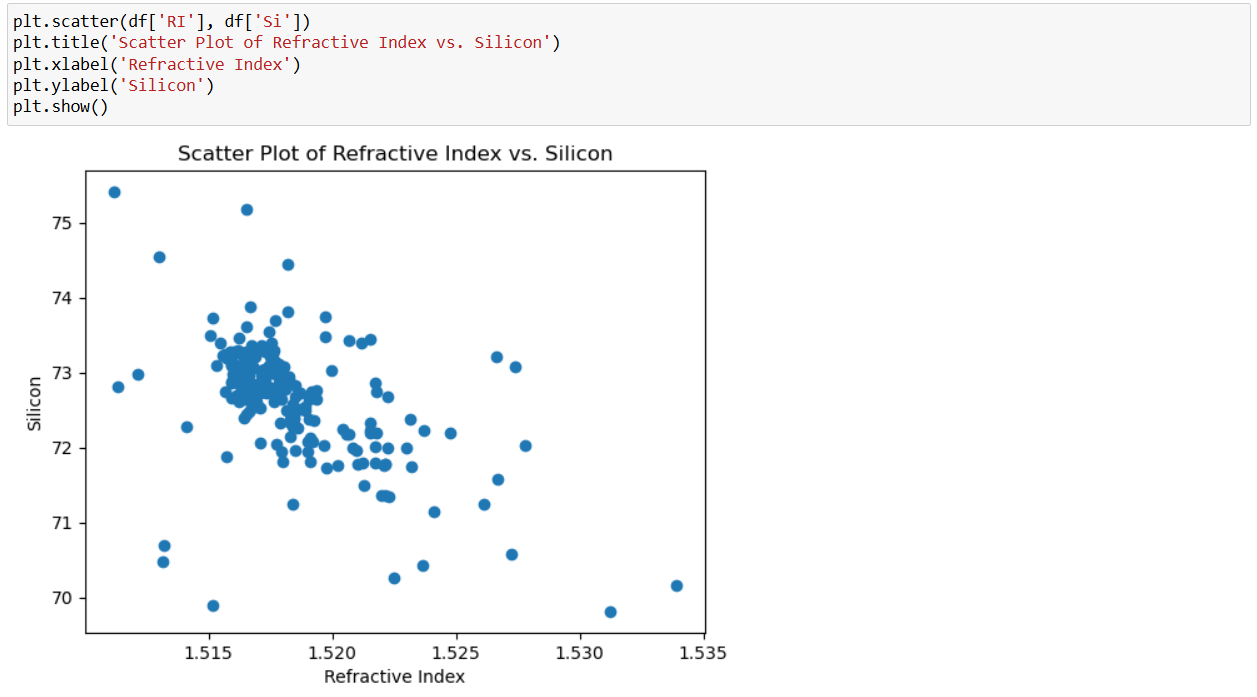 plt.scatter(df['RI'], df['Si'])
plt.title('Scatter Plot of Refractive Index vs. Silicon')
plt.xlabel('Refractive Index')
plt.ylabel('Silicon')
plt.show()
Scatter Plot of Refractive Index vs. Silicon
75
74
73
72
71
70
Silicon
1.515 1.520 1.525 1.530 1.535
Refractive Index